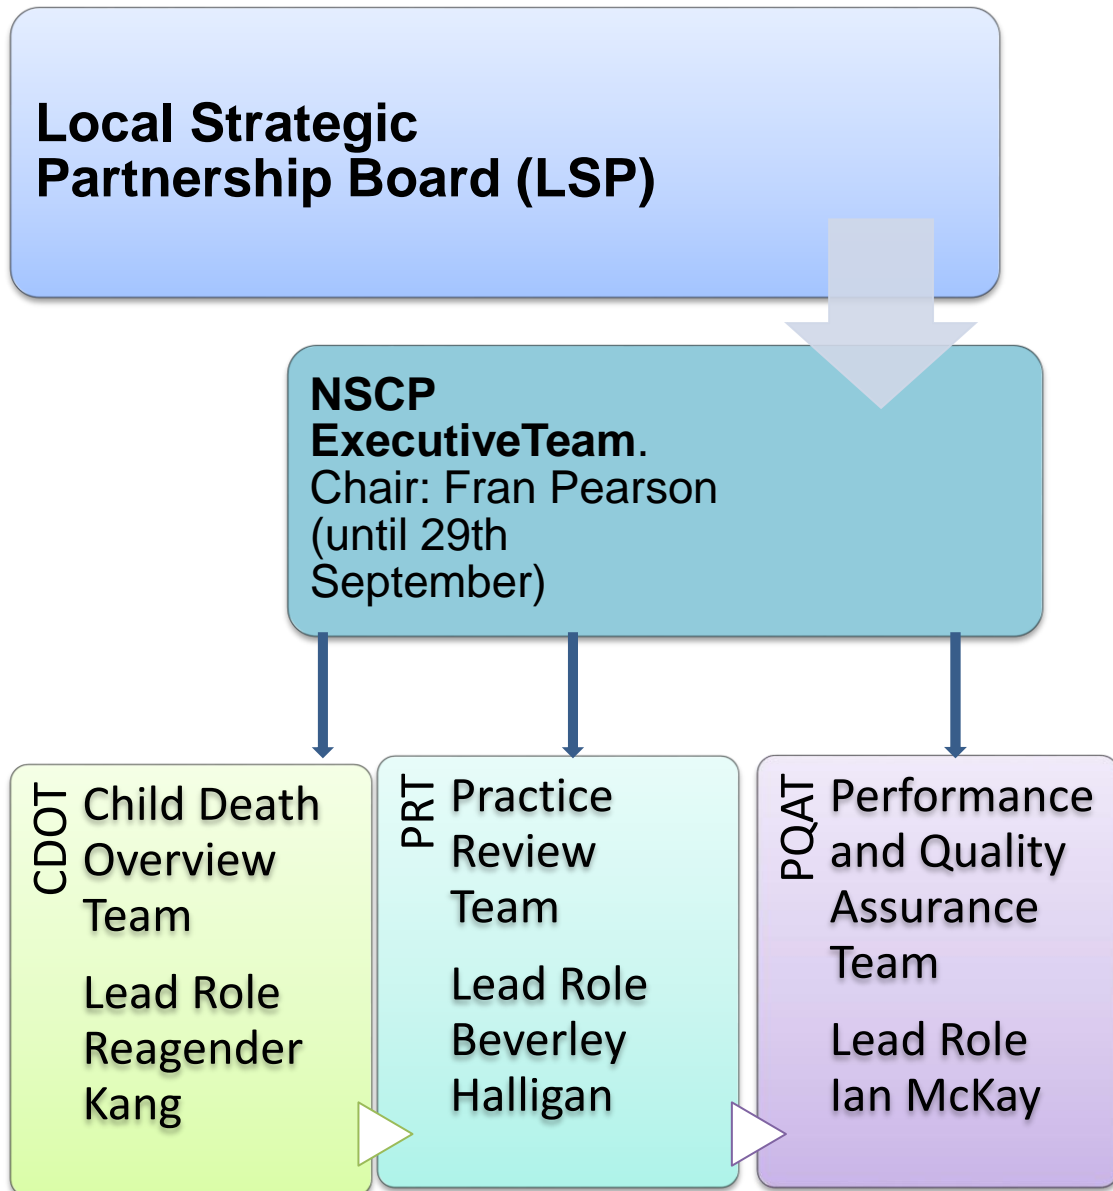 Local Strategic
Partnership Board (LSP)
NSCP
ExecutiveTeam.
Chair: Fran Pearson
(until 29th
September)
CDOT
Child Death
Overview
Team
Lead Role
Reagender
Kang
PRT
Practice
Review
Team
Lead Role
Beverley
Halligan
PQAT
Performance
and Quality
Assurance
Team
Lead Role
Ian McKay